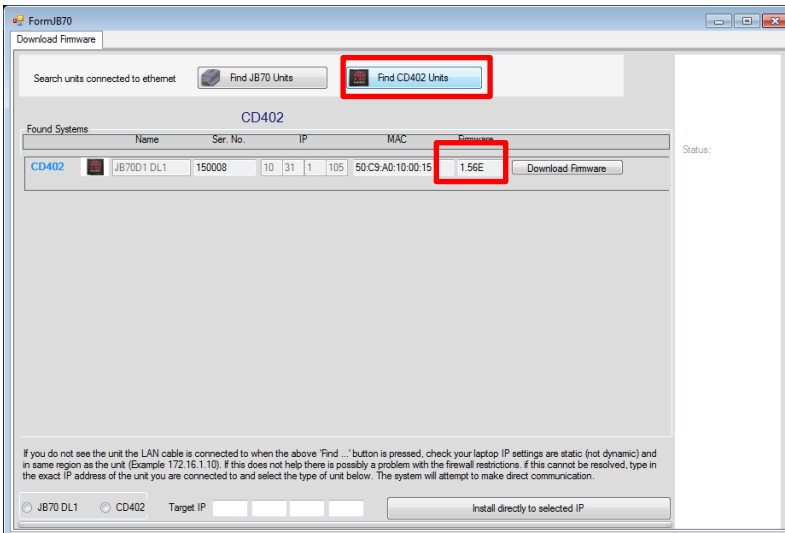 FormJB70
Download Firmware
Search units connected to ethernet Find JB70 Units Find CD402 Units
CD402
Found Systems
Name Ser. No. IP MAC Firmware
CD402 JB70D1 DL1 150008 10 31 1 105 50:C9:A0:10:00:15 1.56E Download Firmware
Status:
If you do not see the unit the LAN cable is connected to when the above 'Find ...' button is pressed, check your laptop IP settings are static (not dynamic) and
in same region as the unit (Example 172.16.1.10). If this does not help there is possibly a problem with the firewall restrictions. if this cannot be resolved, type in
the exact IP address of the unit you are connected to and select the type of unit below. The system will attempt to make direct communication.
JB70 DL1 CD402 Target IP Install directly to selected IP